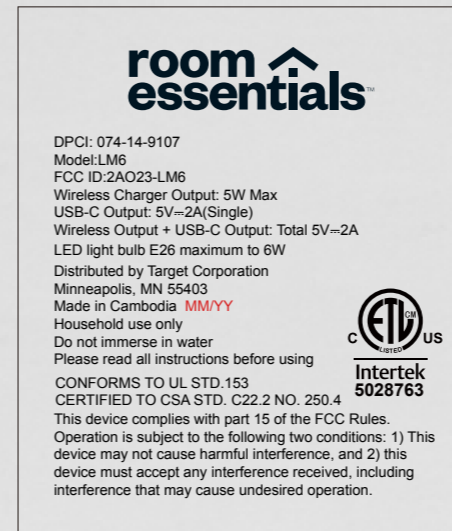 room
essentials™
DPCI: 074-14-9107
Model:LM6
FCC ID:2AO23-LM6
Wireless Charger Output: 5W Max
USB-C Output: 5V⎓2A(Single)
Wireless Output + USB-C Output: Total 5V⎓2A
LED light bulb E26 maximum to 6W
Distributed by Target Corporation
Minneapolis, MN 55403
Made in Cambodia MM/YY
Household use only
Do not immerse in water
Please read all instructions before using
CONFORMS TO UL STD.153
CERTIFIED TO CSA STD. C22.2 NO. 250.4
C ETL CM LISTED US
Intertek
5028763
This device complies with part 15 of the FCC Rules.
Operation is subject to the following two conditions: 1) This
device may not cause harmful interference, and 2) this
device must accept any interference received, including
interference that may cause undesired operation.